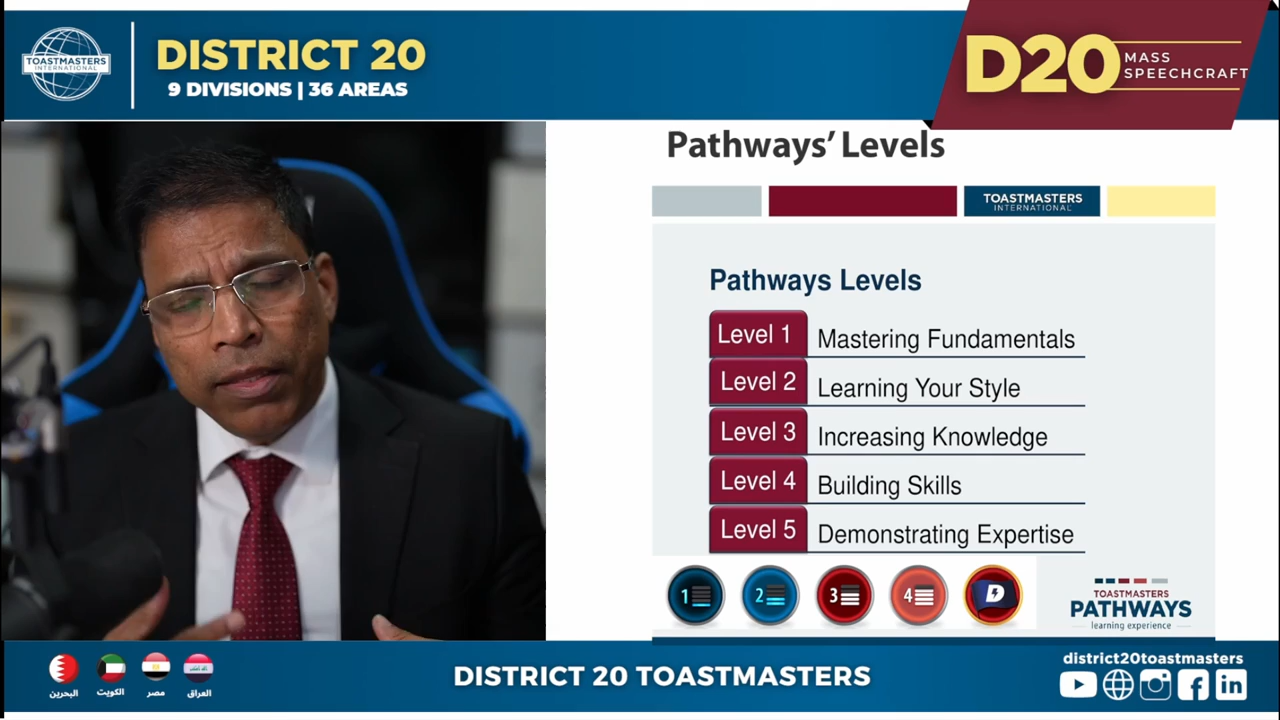 TOASTMASTERS
INTERNATIONAL
DISTRICT 20
9 DIVISIONS | 36 AREAS
D20
MASS
SPEECHCRAFT
Pathways’ Levels
TOASTMASTERS
INTERNATIONAL
Pathways Levels
Level 1 Mastering Fundamentals
Level 2 Learning Your Style
Level 3 Increasing Knowledge
Level 4 Building Skills
Level 5 Demonstrating Expertise
1 2 3 4 D
TOASTMASTERS
PATHWAYS
learning experience
البحرين الكويت مصر العراق
DISTRICT 20 TOASTMASTERS
district20toastmasters